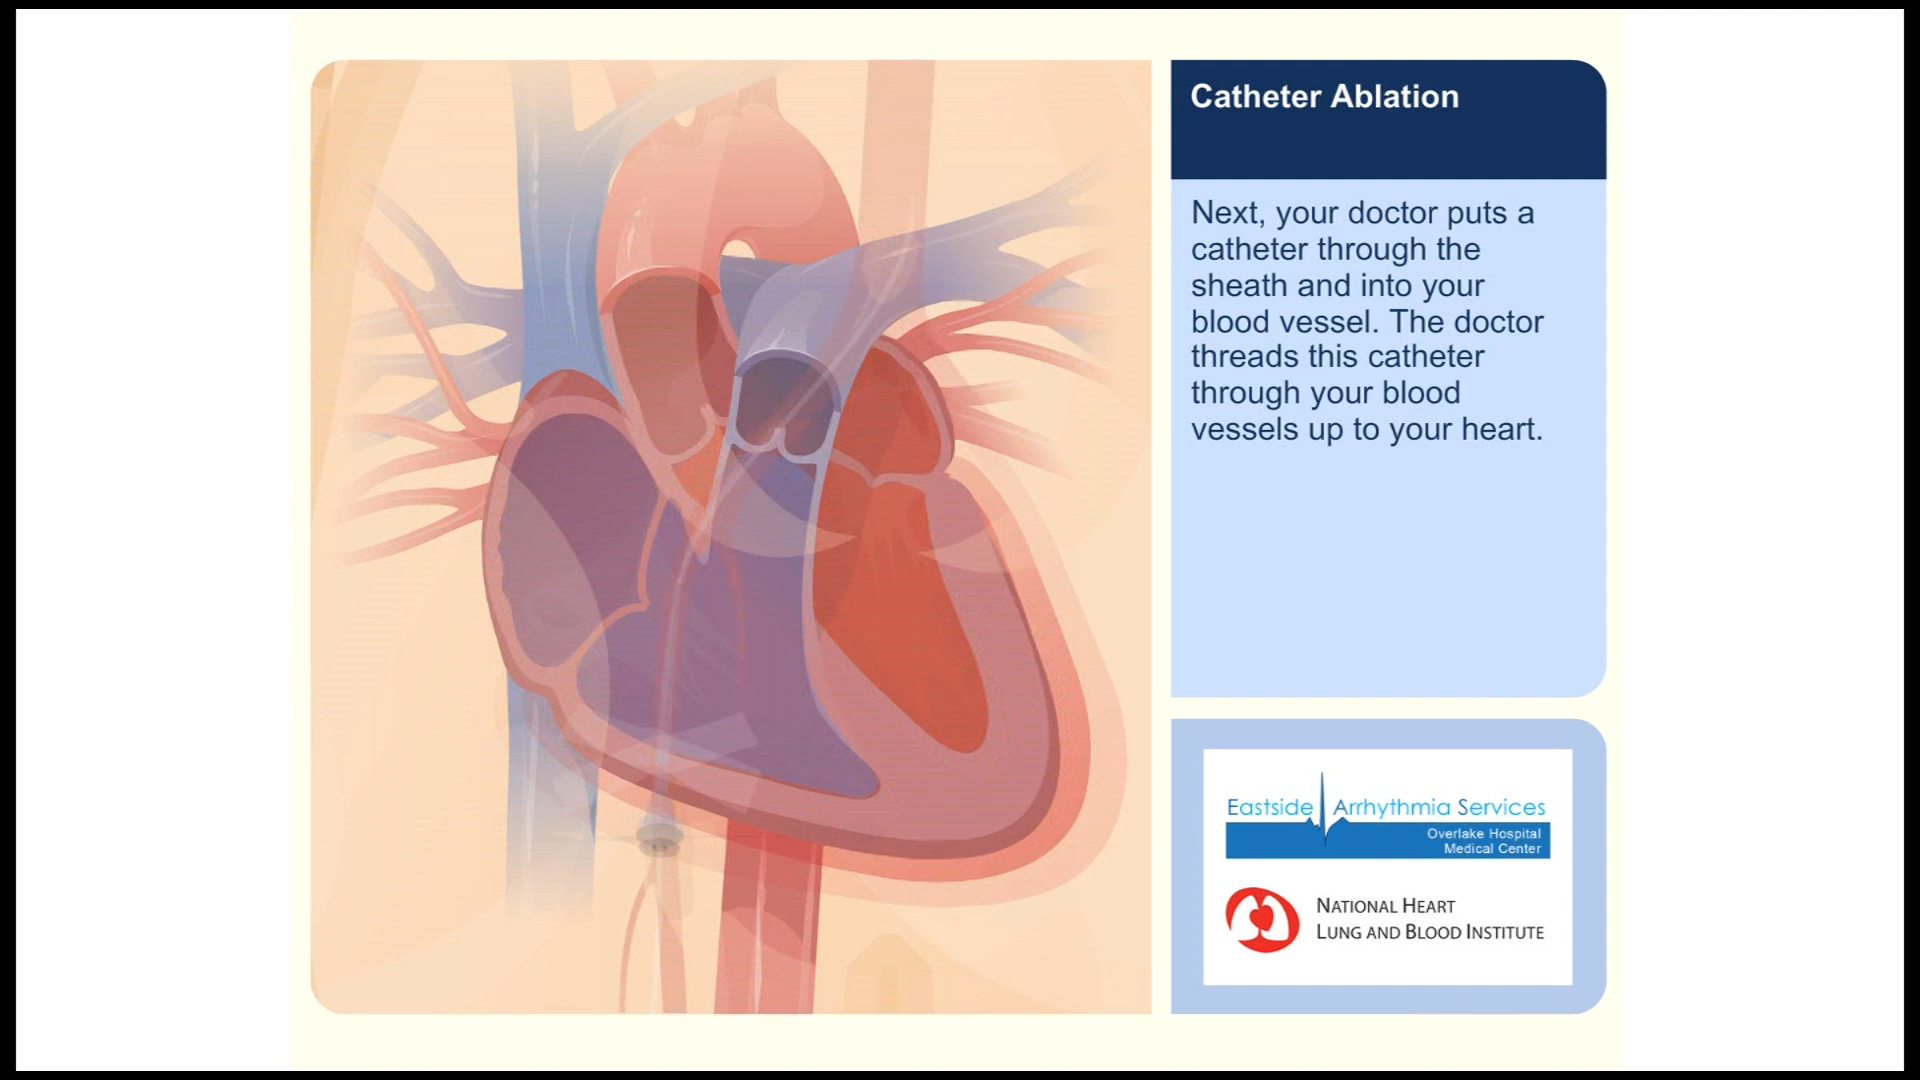 Catheter Ablation
Next, your doctor puts a
catheter through the
sheath and into your
blood vessel. The doctor
threads this catheter
through your blood
vessels up to your heart.
Eastside Arrhythmia Services
Overlake Hospital
Medical Center
NATIONAL HEART
LUNG AND BLOOD INSTITUTE